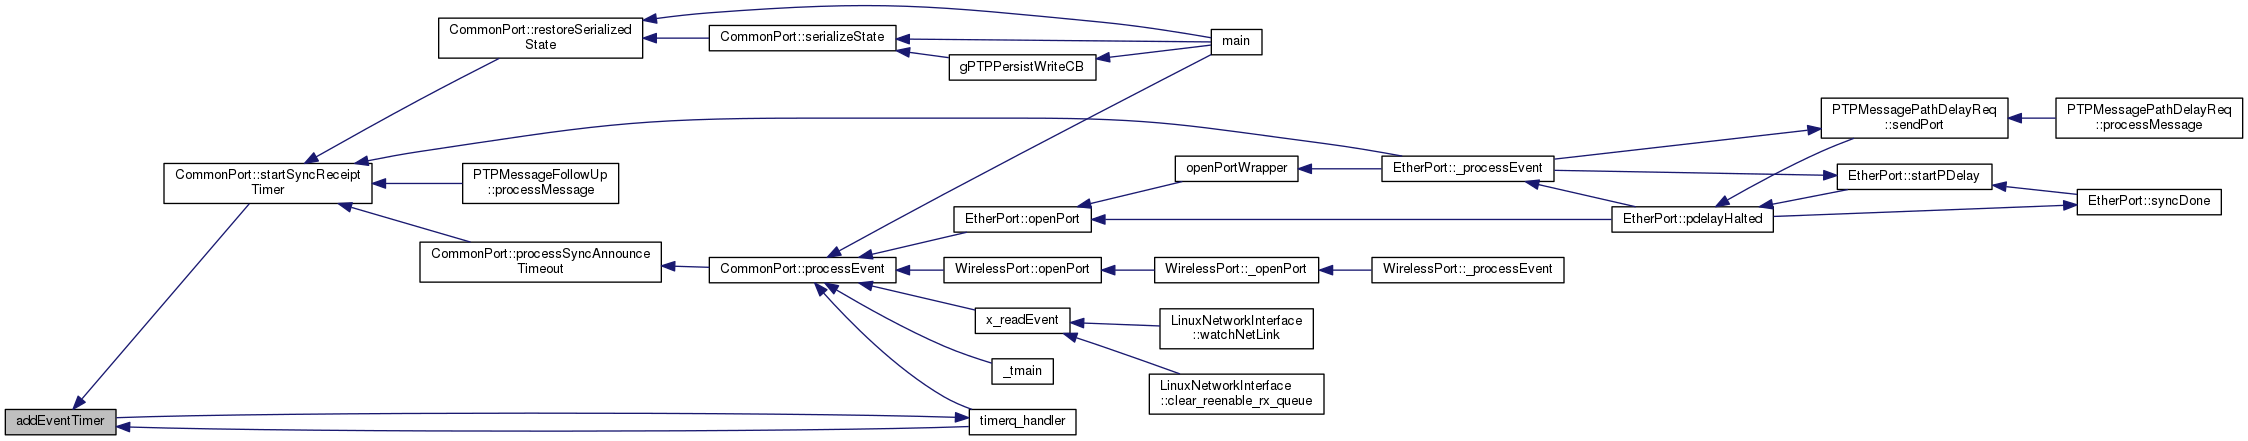 CommonPort::restoreSerialized
State
CommonPort::serializeState
main
gPTPPersistWriteCB
PTPMessagePathDelayReq
::sendPort
PTPMessagePathDelayReq
::processMessage
CommonPort::startSyncReceipt
Timer
PTPMessageFollowUp
::processMessage
openPortWrapper
EtherPort::_processEvent
EtherPort::startPDelay
EtherPort::syncDone
EtherPort::openPort
EtherPort::pdelayHalted
CommonPort::processSyncAnnounce
Timeout
CommonPort::processEvent
WirelessPort::openPort
WirelessPort::_openPort
WirelessPort::_processEvent
x_readEvent
LinuxNetworkInterface
::watchNetLink
_tmain
LinuxNetworkInterface
::clear_reenable_rx_queue
addEventTimer
timerq_handler